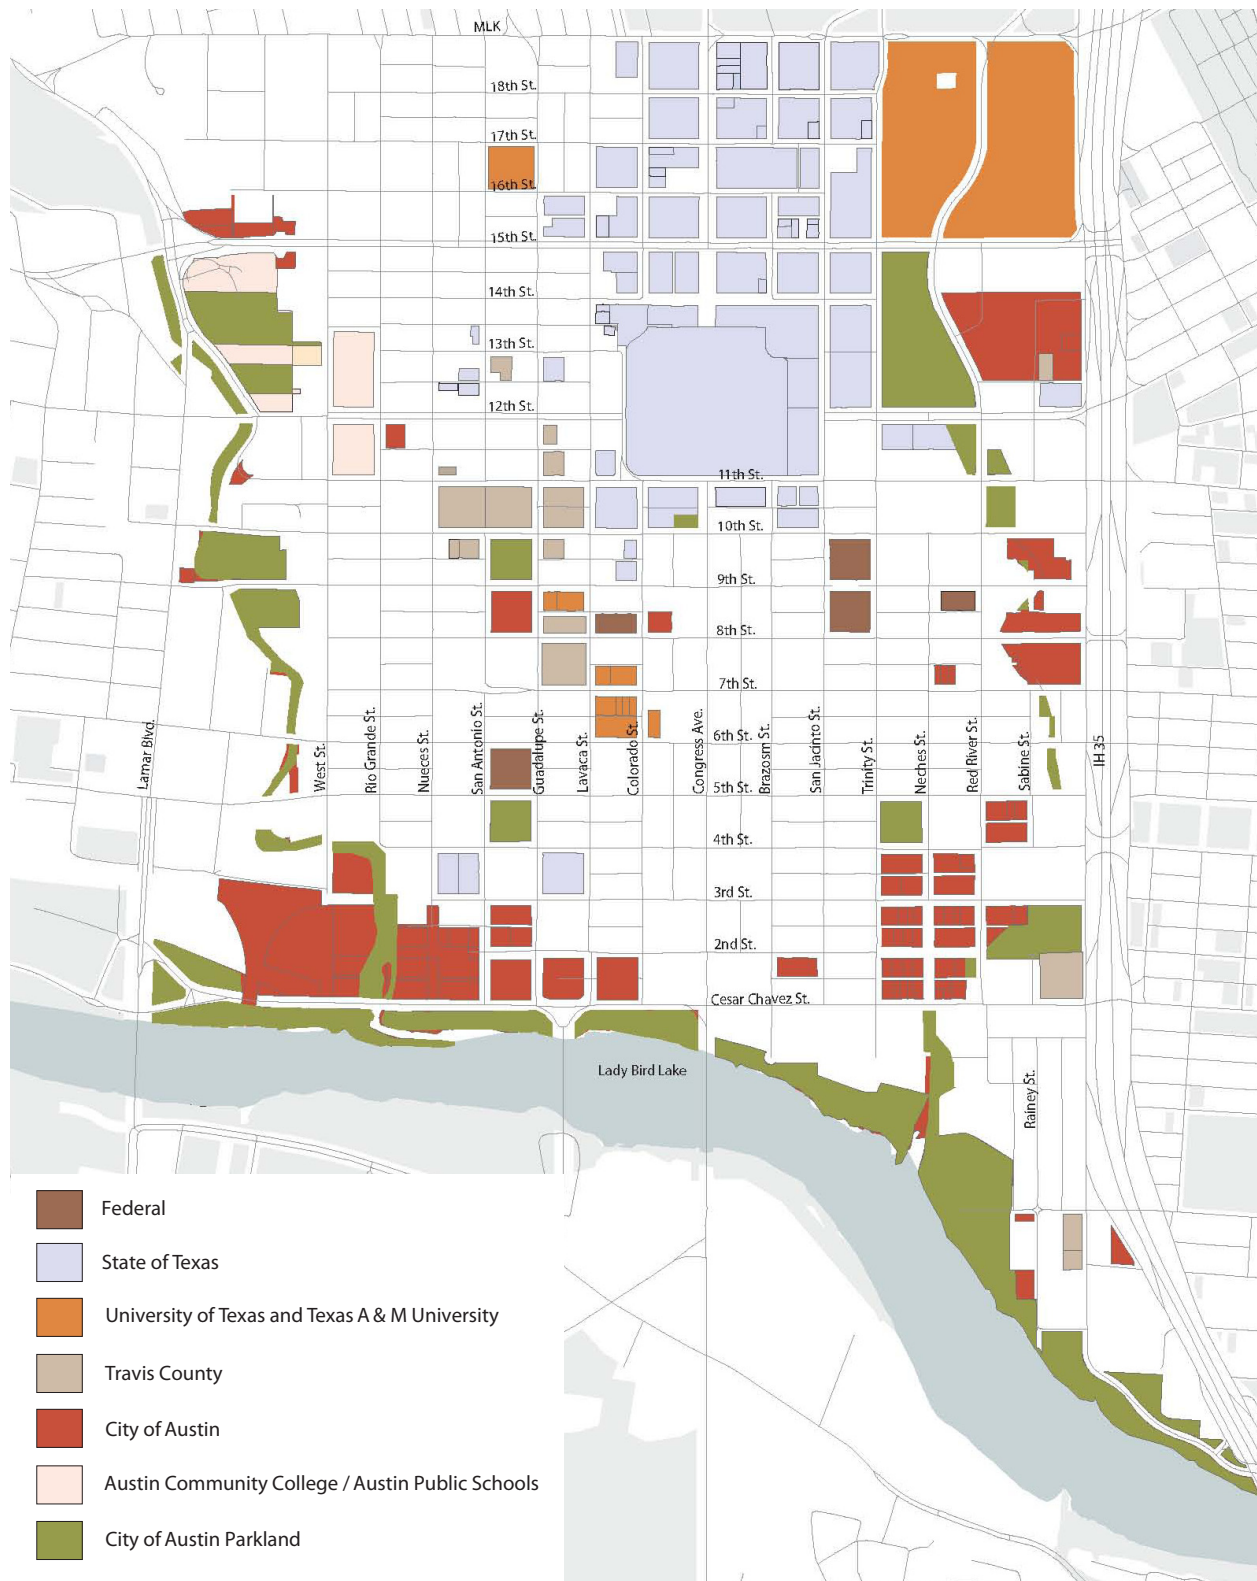 MLK
18th St.
17th St.
16th St.
15th St.
14th St.
13th St.
12th St.
11th St.
10th St.
9th St.
8th St.
7th St.
6th St.
5th St.
4th St.
3rd St.
2nd St.
Cesar Chavez St.
Lamar Blvd.
West St.
Rio Grande St.
Nueces St.
San Antonio St.
Guadalupe St.
Lavaca St.
Colorado St.
Congress Ave.
Brazosm St.
San Jacinto St.
Trinity St.
Neches St.
Red River St.
Sabine St.
IH 35
Lady Bird Lake
Rainey St.
Federal
State of Texas
University of Texas and Texas A & M University
Travis County
City of Austin
Austin Community College / Austin Public Schools
City of Austin Parkland